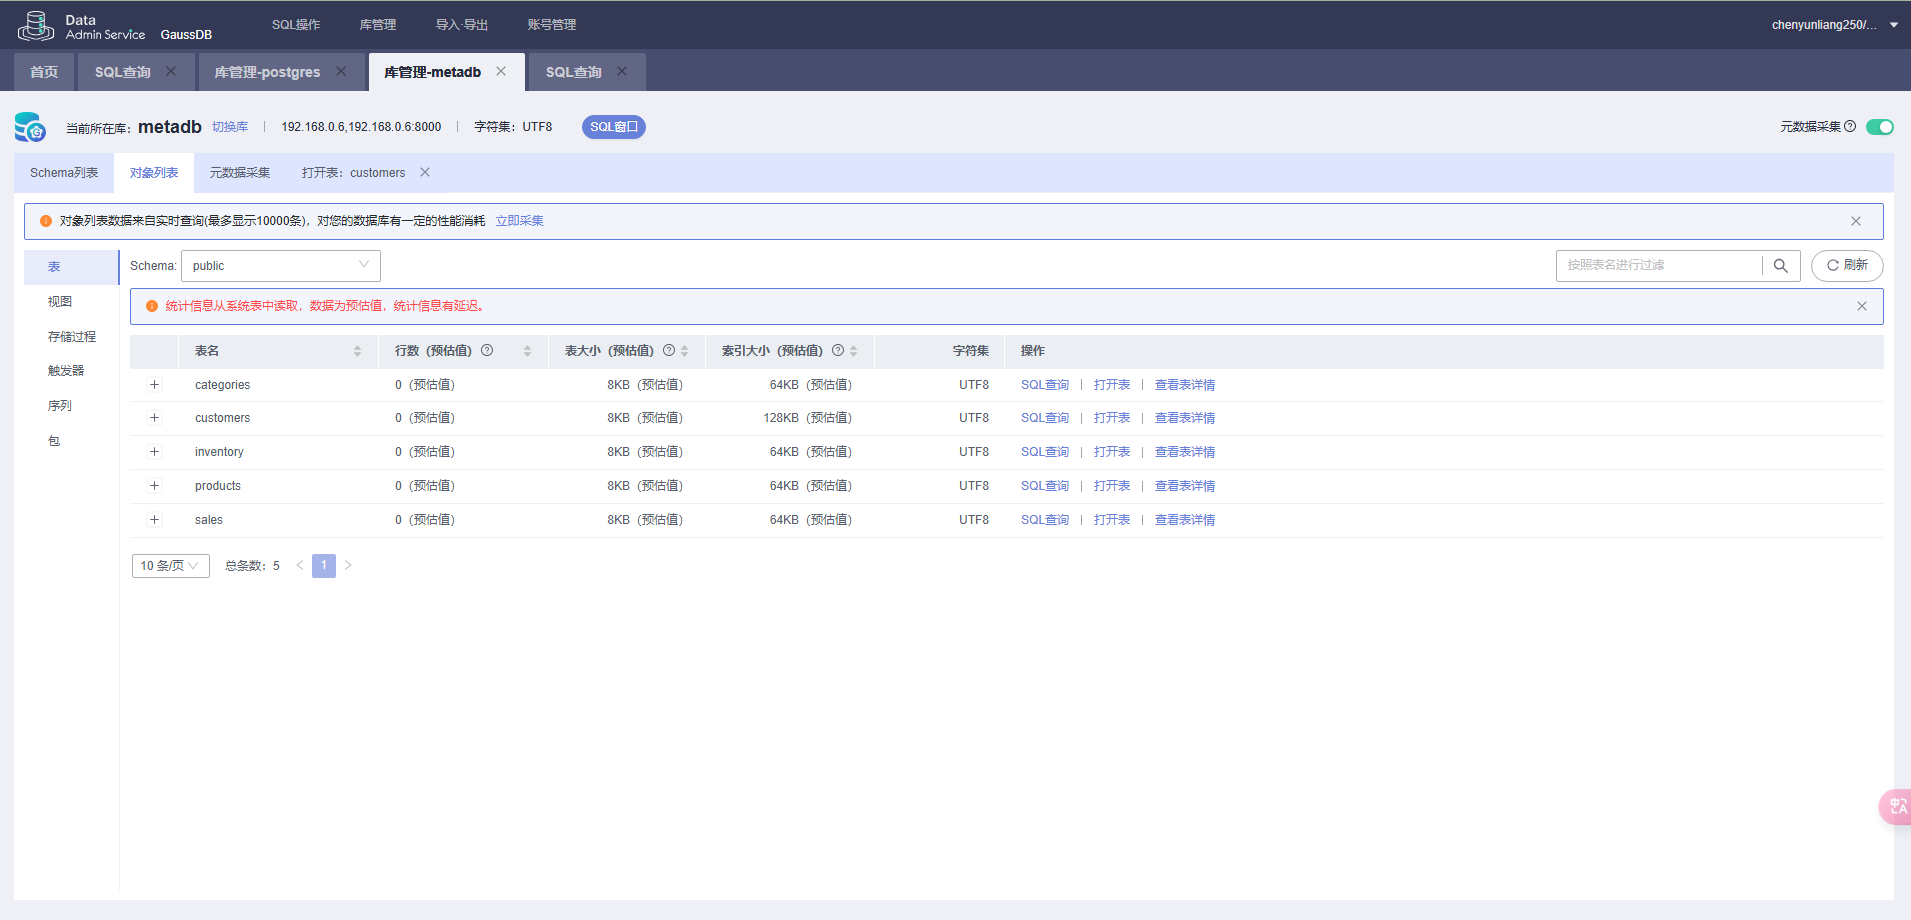 Data
Admin Service GaussDB SQL操作 库管理 导入·导出 账号管理 chenyunliang250/...
首页 SQL查询 库管理-postgres 库管理-metadb SQL查询
当前所在库: metadb 切换库 192.168.0.6,192.168.0.6:8000 字符集: UTF8 SQL窗口 元数据采集
Schema列表 对象列表 元数据采集 打开表: customers
对象列表数据来自实时查询(最多显示10000条)，对您的数据库有一定的性能消耗 立即采集
表 Schema: public 按照表名进行过滤 刷新
视图
存储过程
触发器
序列
包
统计信息从系统表中读取，数据为预估值，统计信息有延迟。
表名 行数（预估值） 表大小（预估值） 索引大小（预估值） 字符集 操作
categories 0（预估值） 8KB（预估值） 64KB（预估值） UTF8 SQL查询 | 打开表 | 查看表详情
customers 0（预估值） 8KB（预估值） 128KB（预估值） UTF8 SQL查询 | 打开表 | 查看表详情
inventory 0（预估值） 8KB（预估值） 64KB（预估值） UTF8 SQL查询 | 打开表 | 查看表详情
products 0（预估值） 8KB（预估值） 64KB（预估值） UTF8 SQL查询 | 打开表 | 查看表详情
sales 0（预估值） 8KB（预估值） 64KB（预估值） UTF8 SQL查询 | 打开表 | 查看表详情
10 条/页 总条数: 5 < 1 >